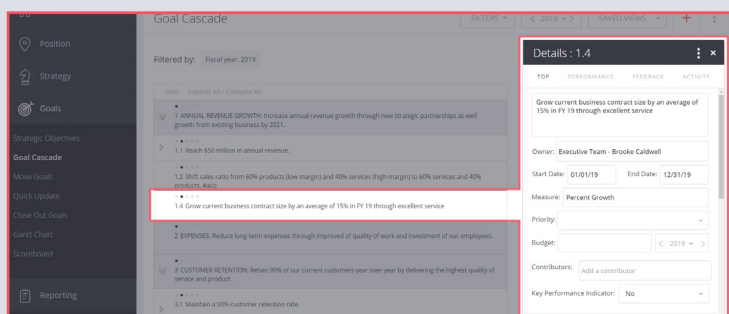 Goal Cascade
FILTERS
< 2019 >
SAVED VIEWS
+
Position
Strategy
Goals
Strategic Objectives
Goal Cascade
Move Goals
Quick Update
Close Out Goals
Gantt Chart
Scoreboard
Reporting
Filtered by: Fiscal year: 2019
Item Expand All / Collapse All
1 ANNUAL REVENUE GROWTH: Increase annual revenue growth through new strategic partnerships as well
growth from existing business by 2021.
1.1 Reach $50 million in annual revenue.
1.2 Shift sales ratio from 60% products (low margin) and 40% services (high margin) to 60% services and 40%
products. #acq
1.4 Grow current business contract size by an average of 15% in FY 19 through excellent service
2 EXPENSES: Reduce long-term expenses through improved of quality of work and investment of our employees.
3 CUSTOMER RETENTION: Retain 90% of our current customers year over year by delivering the highest quality of
service and product.
3.1 Maintain a 90% customer retention rate.
Details : 1.4
×
TOP PERFORMANCE FEEDBACK ACTIVITY
Grow current business contract size by an average of
15% in FY 19 through excellent service
Owner: Executive Team - Brooke Caldwell
Start Date: 01/01/19 End Date: 12/31/19
Measure: Percent Growth
Priority:
Budget: < 2019 >
Contributors: Add a contributor
Key Performance Indicator: No